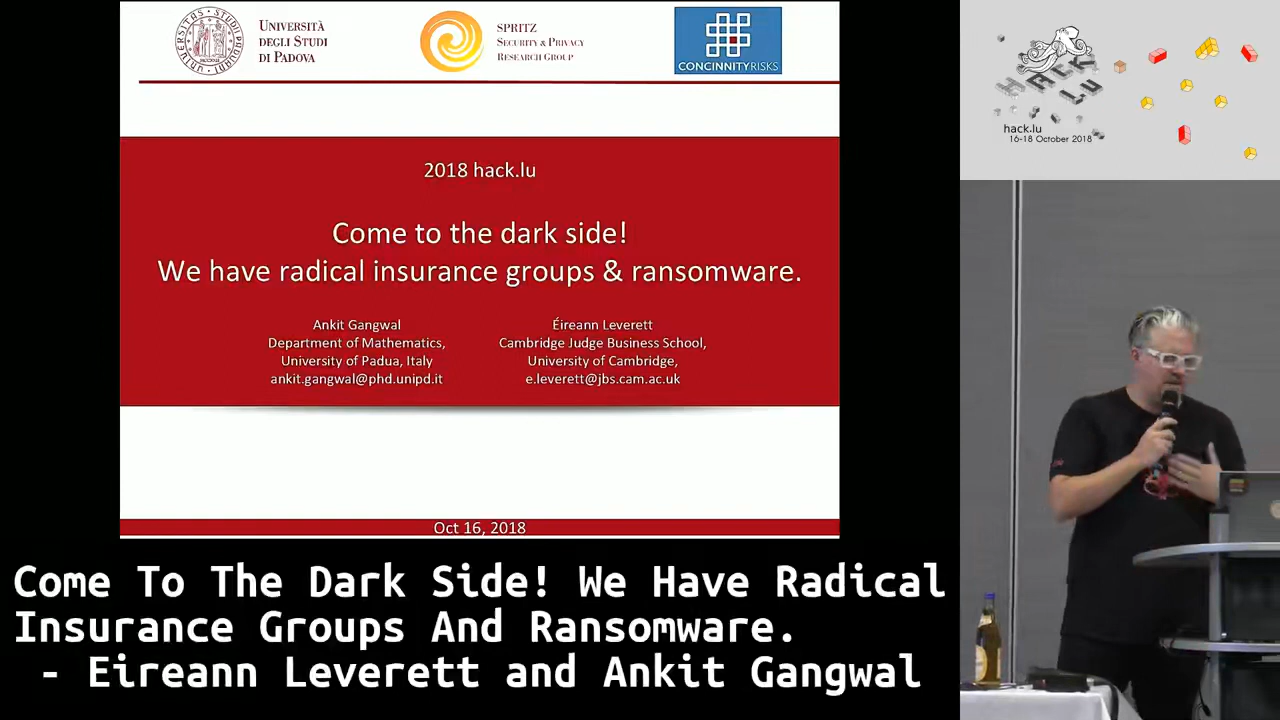 UNIVERSITÀ
DEGLI STUDI
DI PADOVA
SPRITZ
SECURITY & PRIVACY
RESEARCH GROUP
CONCINNITYRISKS
2018 hack.lu
Come to the dark side!
We have radical insurance groups & ransomware.
Ankit Gangwal
Department of Mathematics,
University of Padua, Italy
ankit.gangwal@phd.unipd.it
Éireann Leverett
Cambridge Judge Business School,
University of Cambridge,
e.leverett@jbs.cam.ac.uk
Oct 16, 2018
HACK
LU
hack.lu
16-18 October 2018
Come To The Dark Side! We Have Radical
Insurance Groups And Ransomware.
- Eireann Leverett and Ankit Gangwal